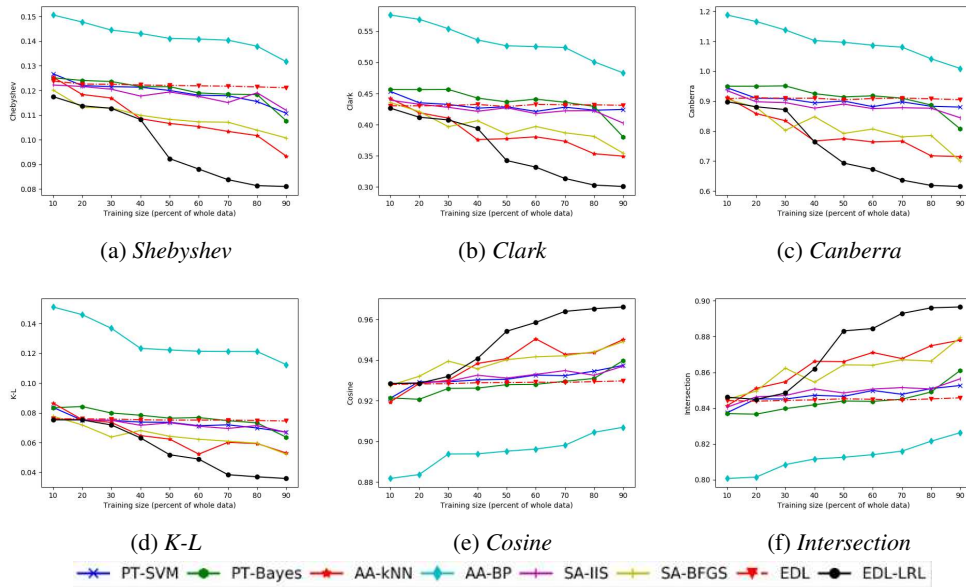 0.15
0.14
0.13
0.12
0.11
0.10
0.09
0.08
Chebyshev
10 20 30 40 50 60 70 80 90
Training size (percent of whole data)
(a) Shebyshev
0.55
0.50
0.45
0.40
0.35
0.30
Clark
10 20 30 40 50 60 70 80 90
Training size (percent of whole data)
(b) Clark
1.2
1.1
1.0
0.9
0.8
0.7
0.6
Canberra
10 20 30 40 50 60 70 80 90
Training size (percent of whole data)
(c) Canberra
0.14
0.12
0.10
0.08
0.06
0.04
K-L
10 20 30 40 50 60 70 80 90
Training size (percent of whole data)
(d) K-L
0.96
0.94
0.92
0.90
0.88
Cosine
10 20 30 40 50 60 70 80 90
Training size (percent of whole data)
(e) Cosine
0.90
0.88
0.86
0.84
0.82
0.80
Intersection
10 20 30 40 50 60 70 80 90
Training size (percent of whole data)
(f) Intersection
PT-SVM PT-Bayes AA-kNN AA-BP SA-IIS SA-BFGS EDL EDL-LRL